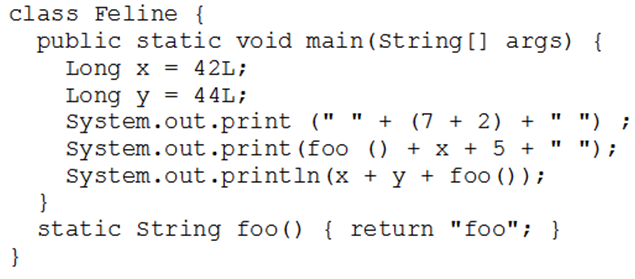 class Feline {
  public static void main(String[] args) {
    Long x = 42L;
    Long y = 44L;
    System.out.print (" " + (7 + 2) + " ") ;
    System.out.print(foo () + x + 5 + " ");
    System.out.println(x + y + foo());
  }
  static String foo() { return "foo"; }
}